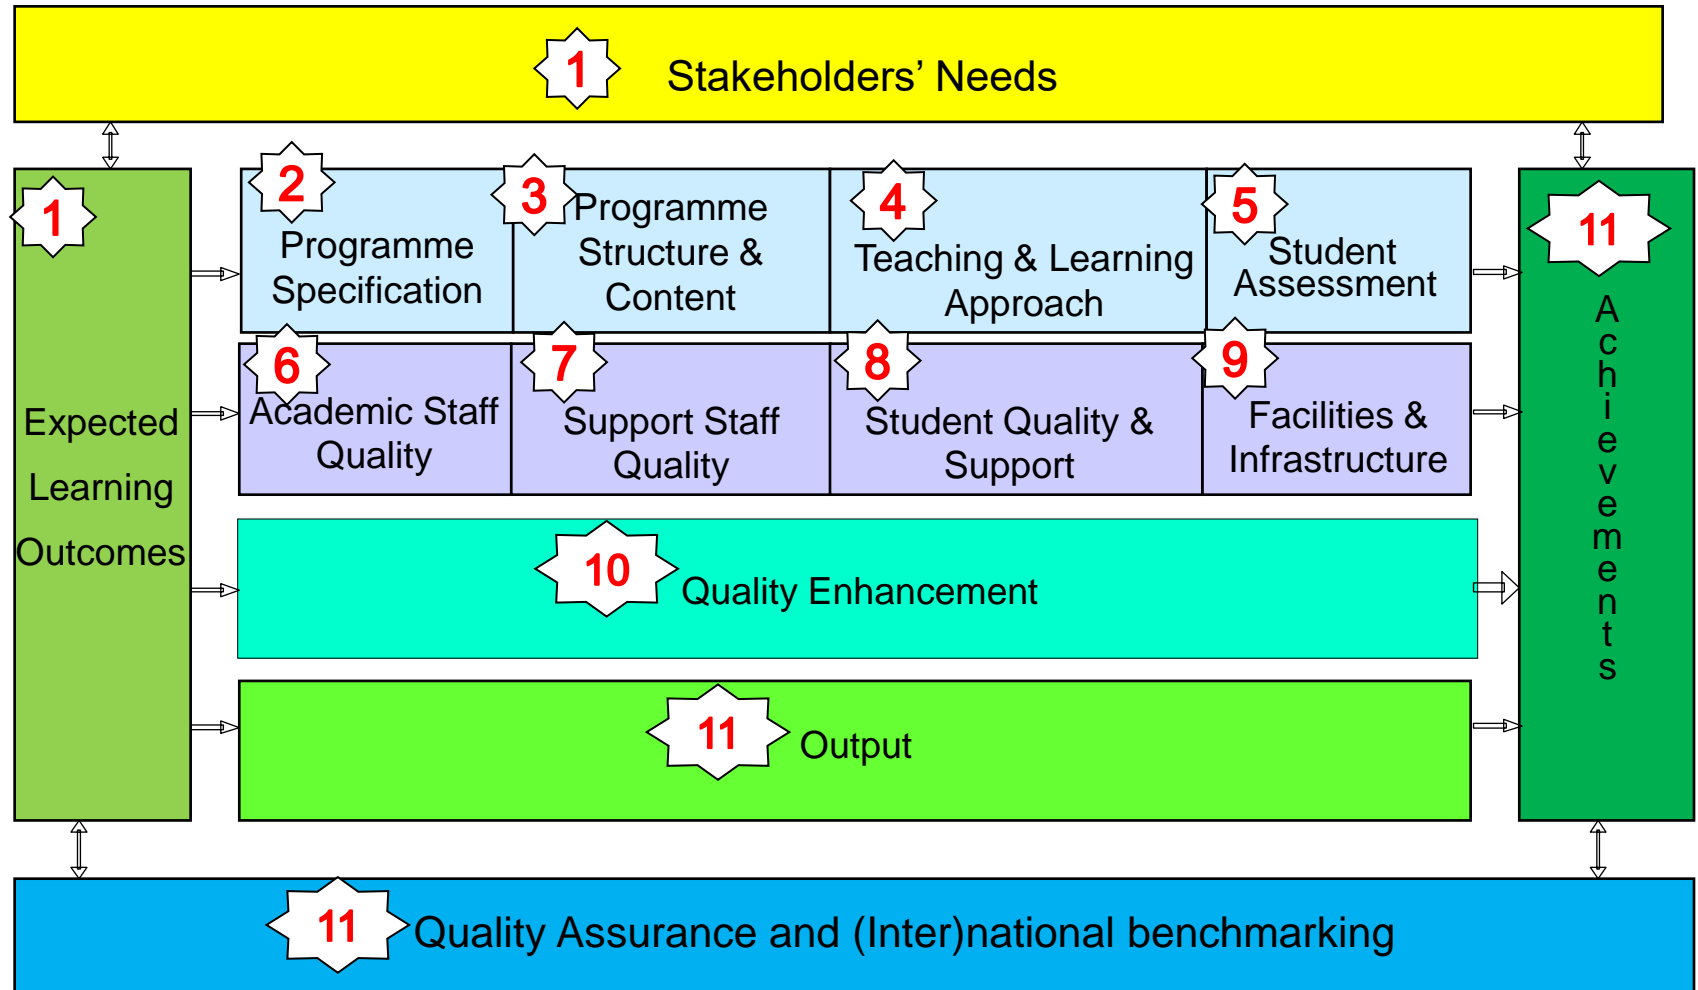 1 Stakeholders’ Needs
1
Expected
Learning
Outcomes
2
Programme
Specification
3
Programme
Structure &
Content
4
Teaching & Learning
Approach
5
Student
Assessment
6
Academic Staff
Quality
7
Support Staff
Quality
8
Student Quality &
Support
9
Facilities &
Infrastructure
10 Quality Enhancement
11 Output
11
Achievements
11 Quality Assurance and (Inter)national benchmarking